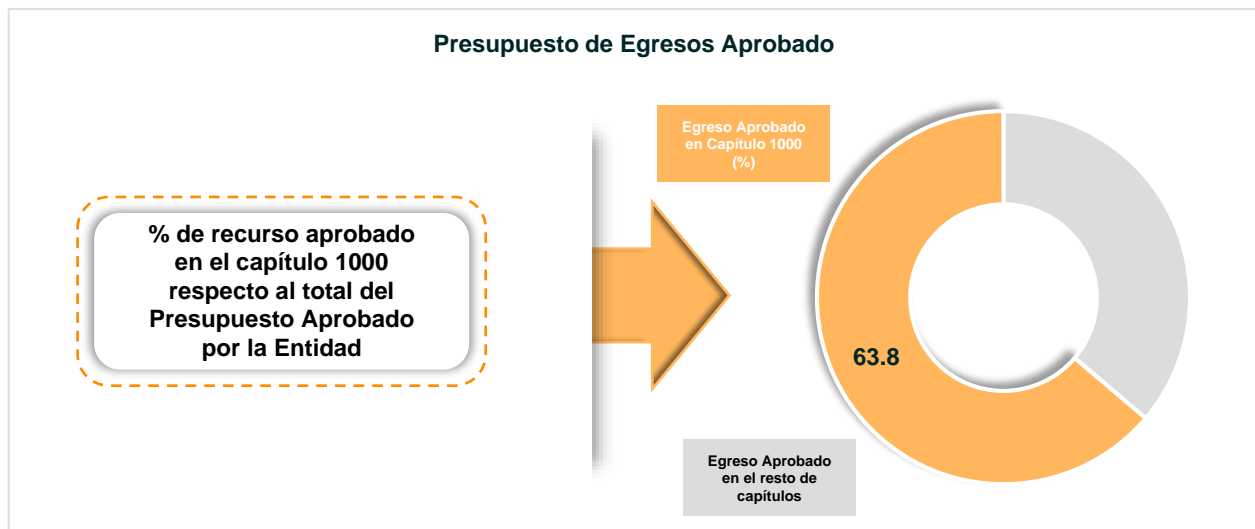 Presupuesto de Egresos Aprobado
Egreso Aprobado
en Capítulo 1000
(%)
% de recurso aprobado
en el capítulo 1000
respecto al total del
Presupuesto Aprobado
por la Entidad
63.8
Egreso Aprobado
en el resto de
capítulos